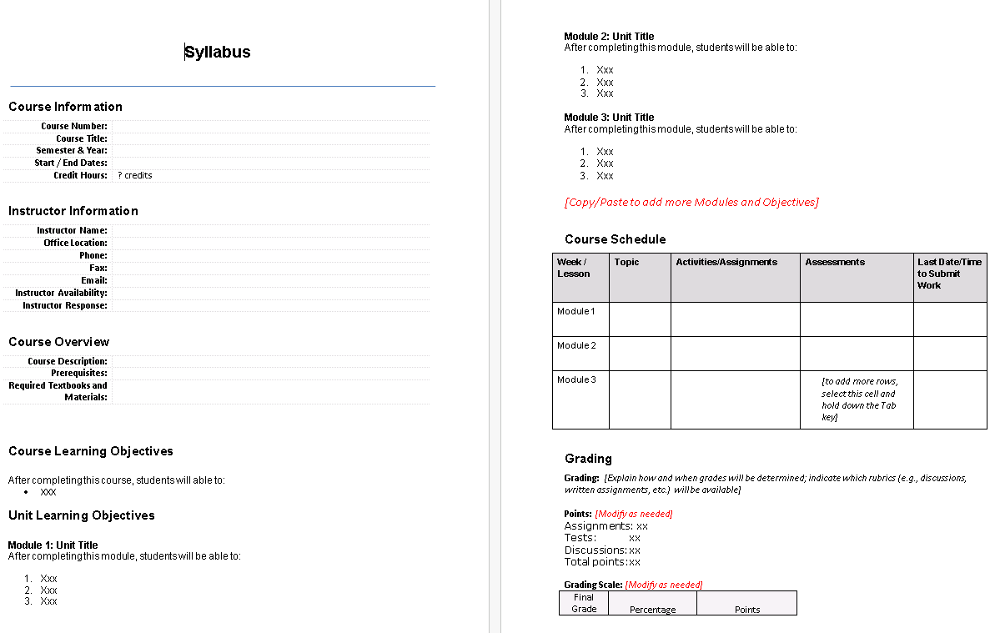 Syllabus
Course Information
Course Number:
Course Title:
Semester & Year:
Start / End Dates:
Credit Hours: ? credits
Instructor Information
Instructor Name:
Office Location:
Phone:
Fax:
Email:
Instructor Availability:
Instructor Response:
Course Overview
Course Description:
Prerequisites:
Required Textbooks and
Materials:
Course Learning Objectives
After completing this course, students will able to:
• xxx
Unit Learning Objectives
Module 1: Unit Title
After completing this module, students will be able to:
1. Xxx
2. Xxx
3. Xxx
Module 2: Unit Title
After completing this module, students will be able to:
1. Xxx
2. Xxx
3. Xxx
Module 3: Unit Title
After completing this module, students will be able to:
1. Xxx
2. Xxx
3. Xxx
[Copy/Paste to add more Modules and Objectives]
Course Schedule
Week / Topic Activities/Assignments Assessments Last Date/Time
Lesson to Submit
Work
Module 1
Module 2
Module 3 [to add more rows,
select this cell and
hold down the Tab
key]
Grading
Grading: [Explain how and when grades will be determined; indicate which rubrics (e.g., discussions,
written assignments, etc.) will be available]
Points: [Modify as needed]
Assignments: xx
Tests: xx
Discussions: xx
Total points: xx
Grading Scale: [Modify as needed]
Final
Grade Percentage Points